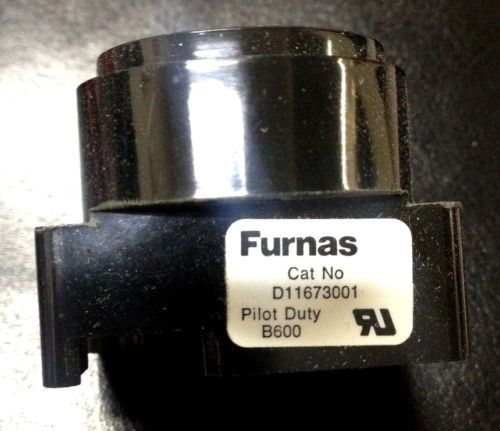 Furnas
Cat No
D11673001
Pilot Duty
B600